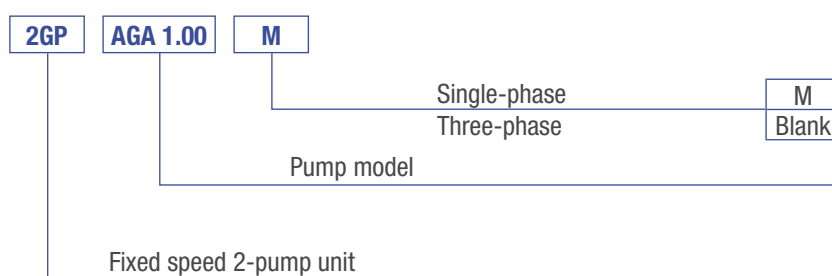 2GP AGA 1.00 M
Single-phase M
Three-phase Blank
Pump model
Fixed speed 2-pump unit